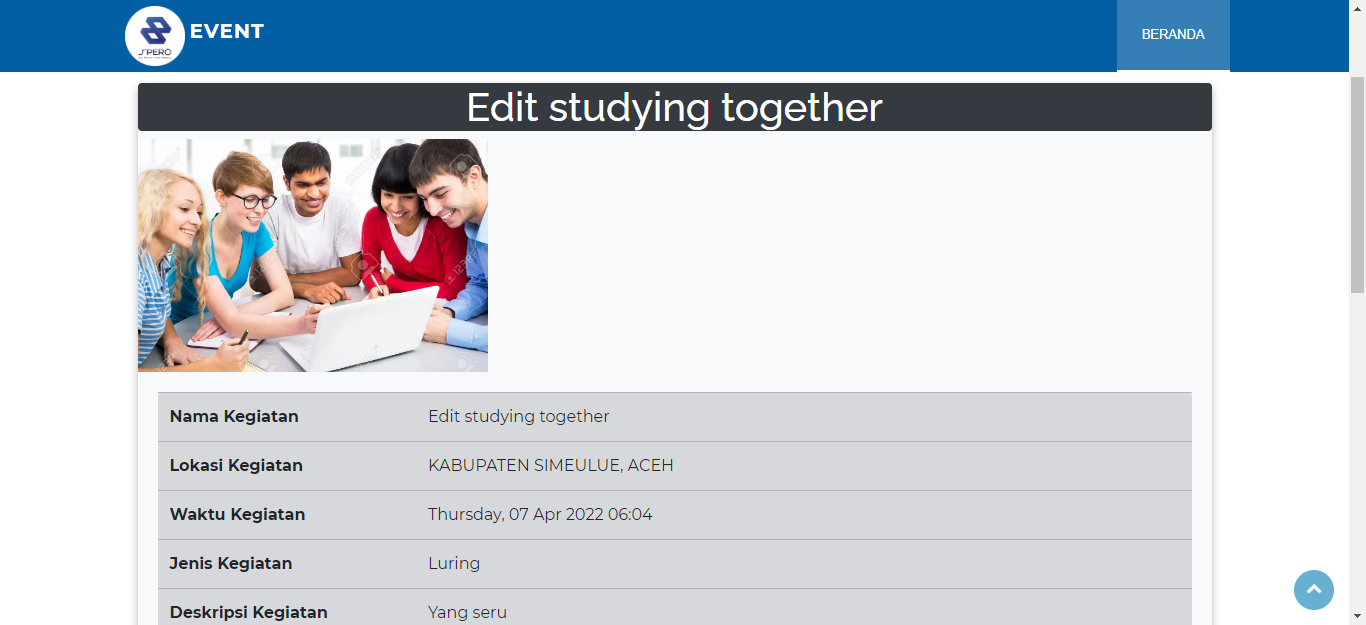 SPERO
EVENT
BERANDA
Edit studying together
Nama Kegiatan Edit studying together
Lokasi Kegiatan KABUPATEN SIMEULUE, ACEH
Waktu Kegiatan Thursday, 07 Apr 2022 06:04
Jenis Kegiatan Luring
Deskripsi Kegiatan Yang seru